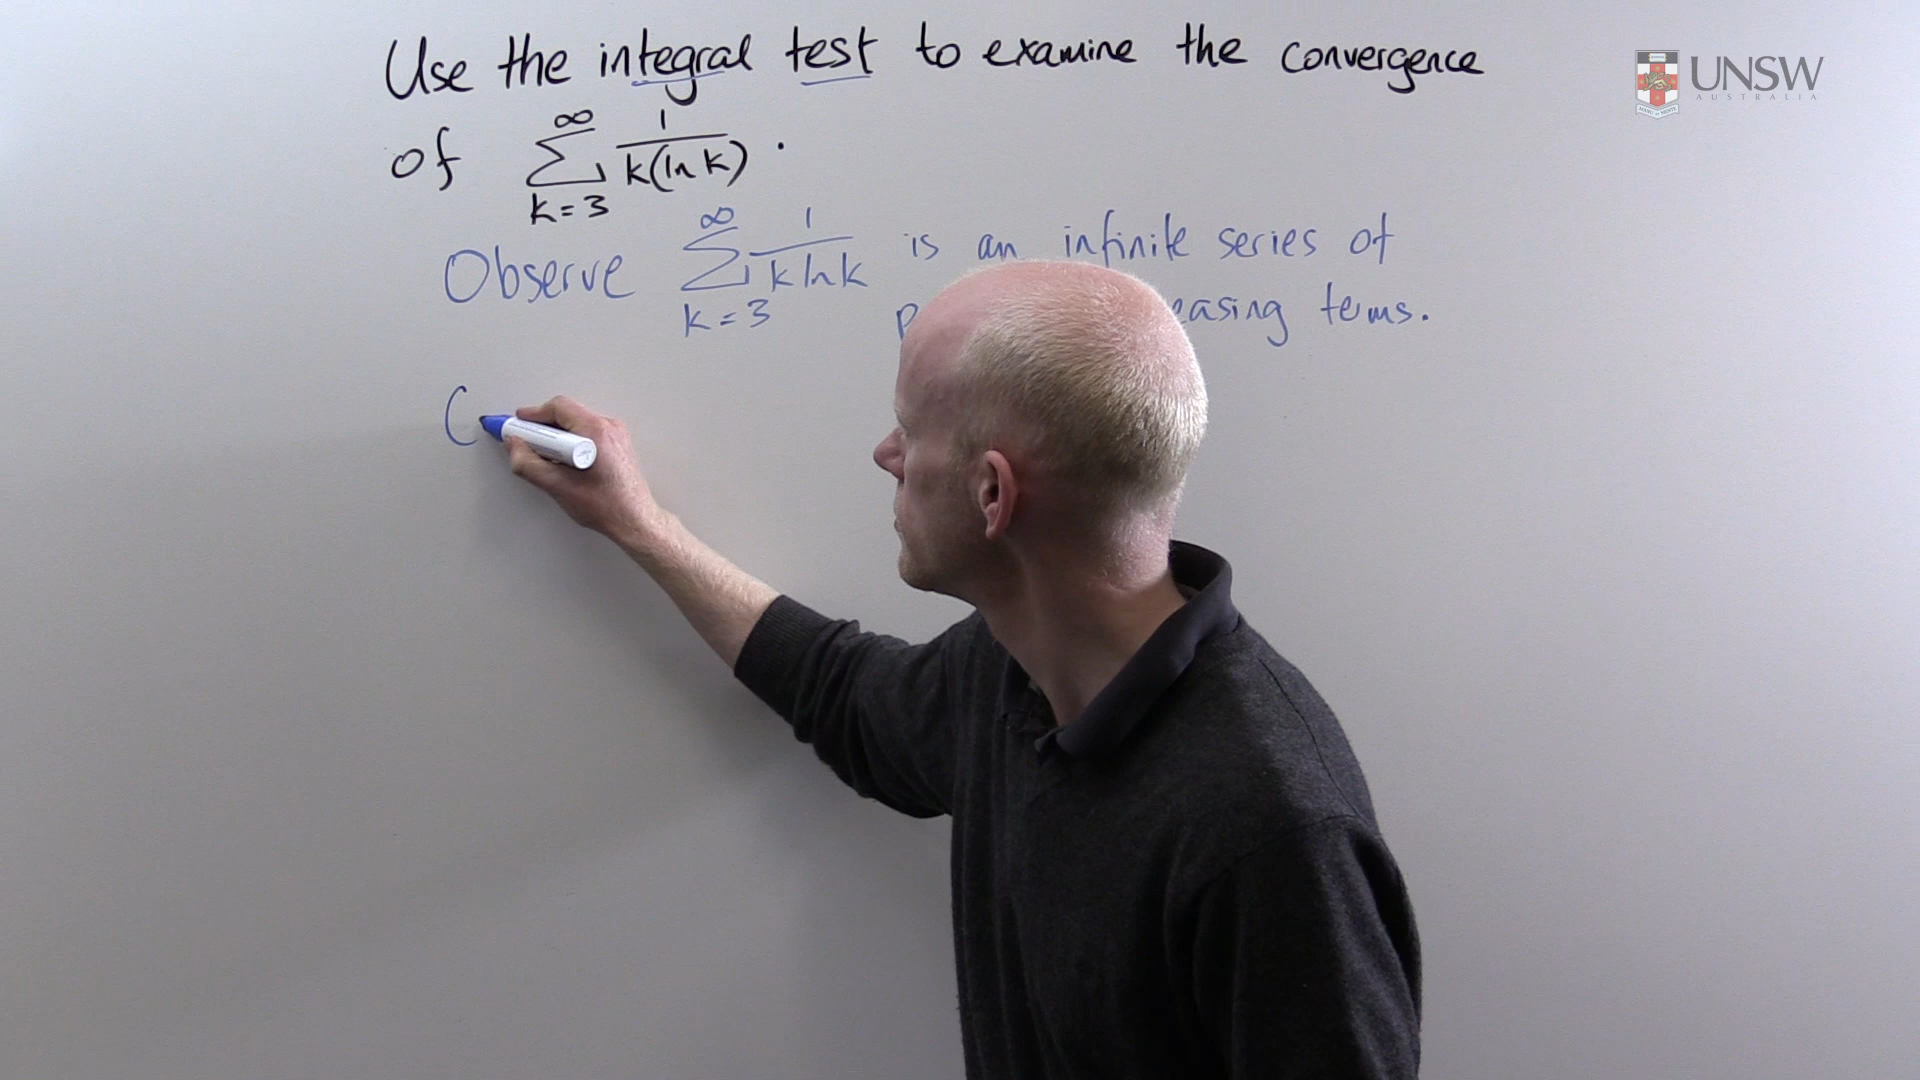 Use the integral test to examine the convergence
of ∞ ∑ k=3 1/k(ln k) .
Observe ∞ ∑ k=3 1/k ln k is an infinite series of
terms.
UNSW
AUSTRALIA